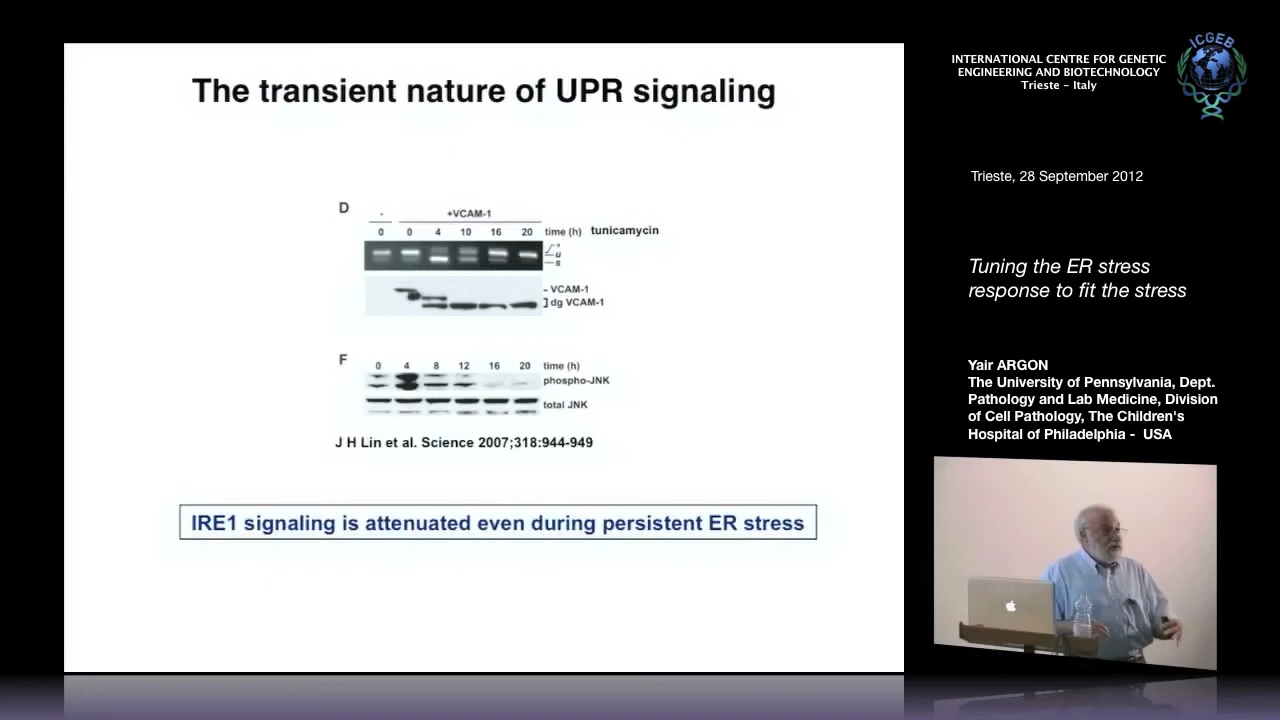 The transient nature of UPR signaling
D
- +VCAM-1
0 0 4 10 16 20 time (h) tunicamycin
*
u
s
- VCAM-1
] dg VCAM-1
F
0 4 8 12 16 20 time (h)
phospho-JNK
total JNK
J H Lin et al. Science 2007;318:944-949
IRE1 signaling is attenuated even during persistent ER stress
INTERNATIONAL CENTRE FOR GENETIC
ENGINEERING AND BIOTECHNOLOGY
Trieste - Italy
ICGEB
Trieste, 28 September 2012
Tuning the ER stress
response to fit the stress
Yair ARGON
The University of Pennsylvania, Dept.
Pathology and Lab Medicine, Division
of Cell Pathology, The Children's
Hospital of Philadelphia - USA